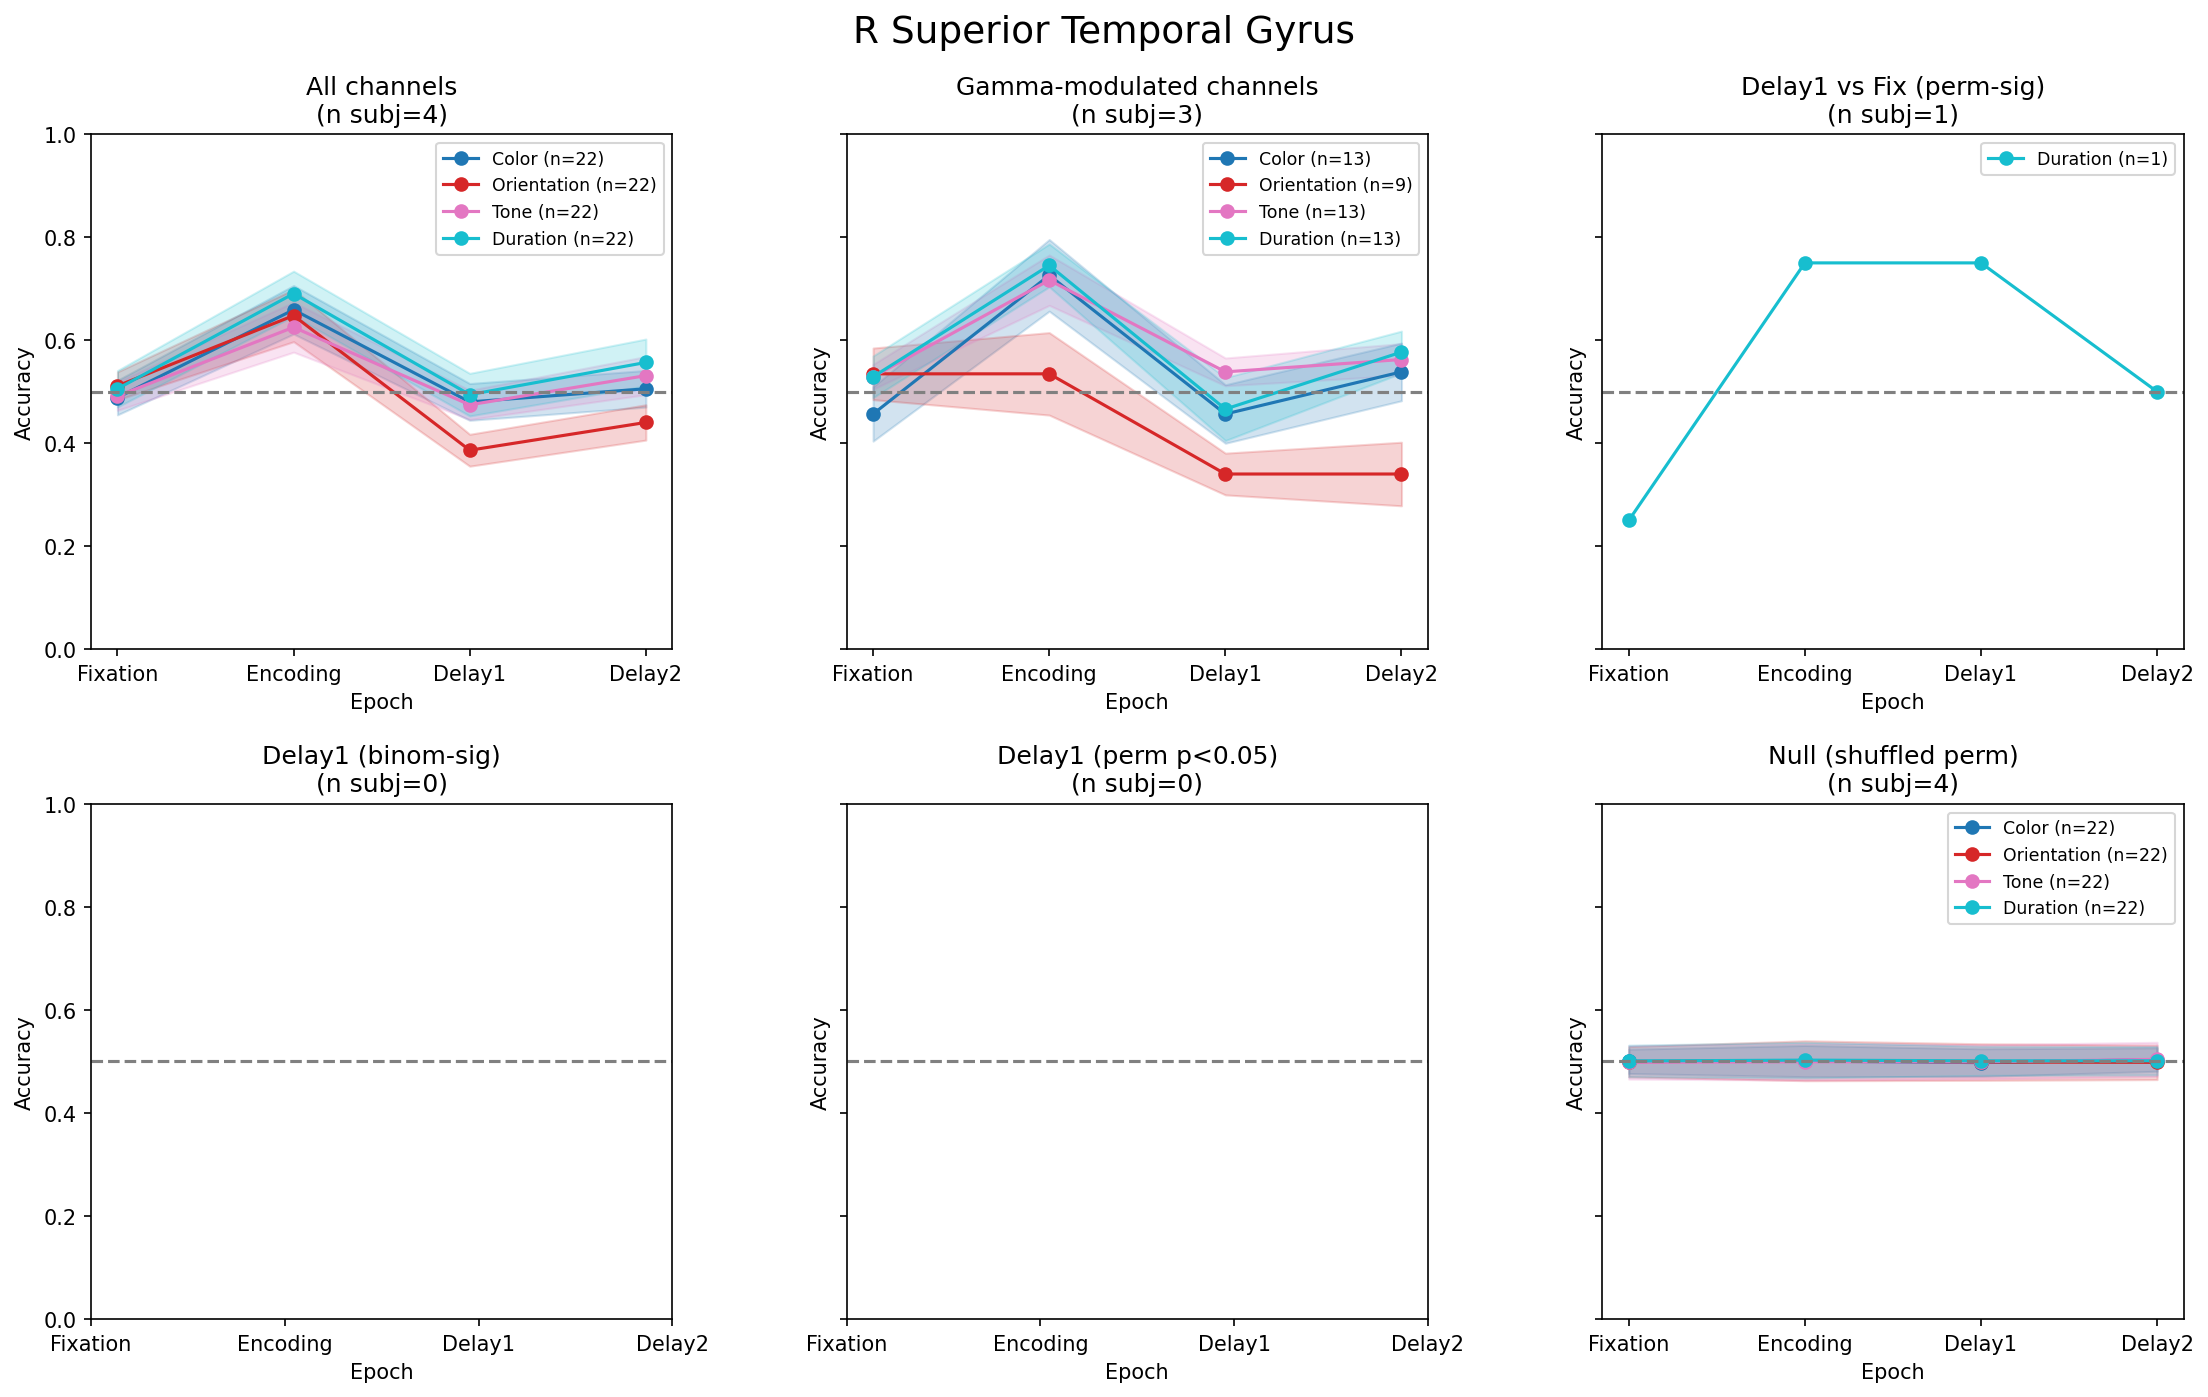 R Superior Temporal Gyrus
All channels
(n subj=4)
1.0
0.8
0.6
0.4
0.2
0.0
Accuracy
Color (n=22)
Orientation (n=22)
Tone (n=22)
Duration (n=22)
Fixation Encoding Delay1 Delay2
Epoch
Gamma-modulated channels
(n subj=3)
Accuracy
Color (n=13)
Orientation (n=9)
Tone (n=13)
Duration (n=13)
Fixation Encoding Delay1 Delay2
Epoch
Delay1 vs Fix (perm-sig)
(n subj=1)
Accuracy
Duration (n=1)
Fixation Encoding Delay1 Delay2
Epoch
Delay1 (binom-sig)
(n subj=0)
1.0
0.8
0.6
0.4
0.2
0.0
Accuracy
Fixation Encoding Delay1 Delay2
Epoch
Delay1 (perm p<0.05)
(n subj=0)
Accuracy
Fixation Encoding Delay1 Delay2
Epoch
Null (shuffled perm)
(n subj=4)
Accuracy
Color (n=22)
Orientation (n=22)
Tone (n=22)
Duration (n=22)
Fixation Encoding Delay1 Delay2
Epoch